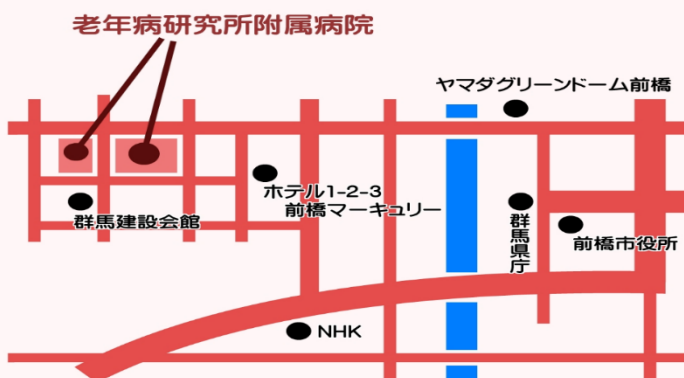 老年病研究所附属病院
ヤマダグリーンドーム前橋
ホテル1-2-3
前橋マーキュリー
群馬建設会館
群馬県庁
前橋市役所
NHK